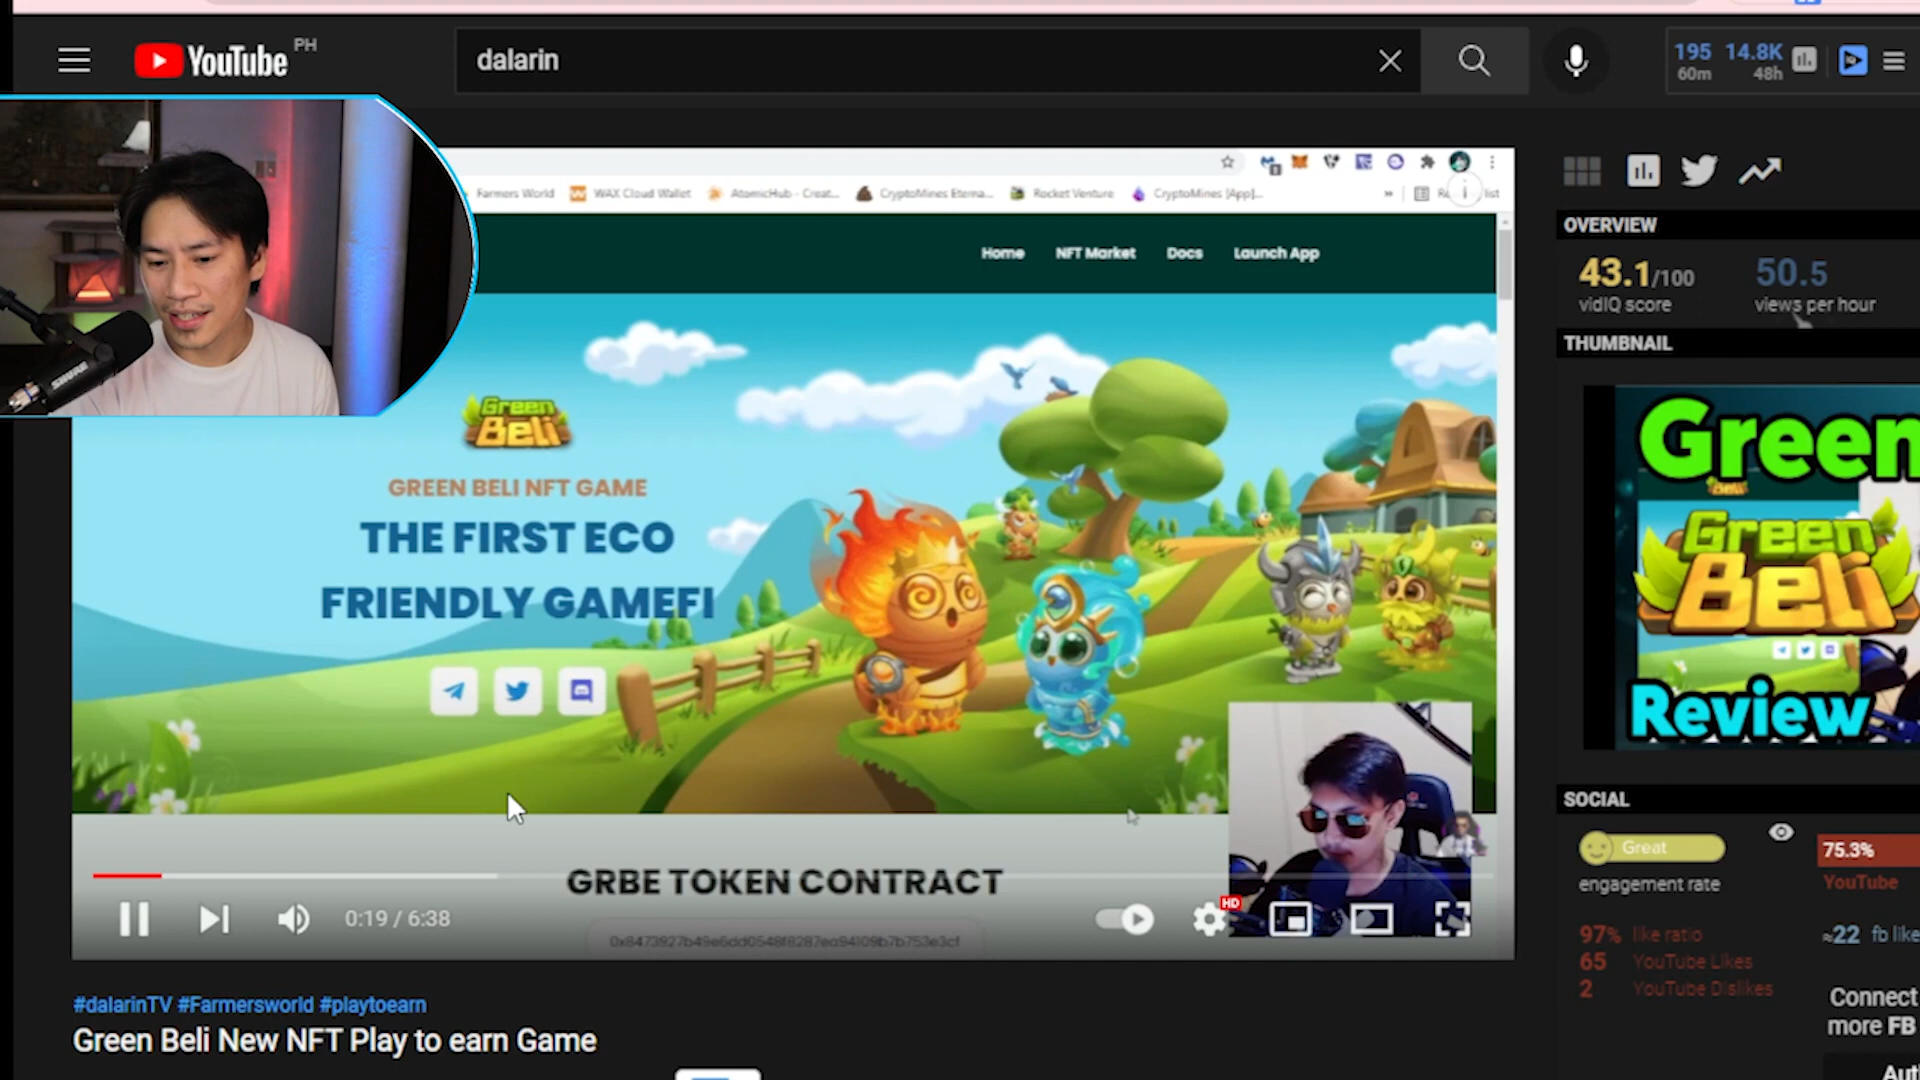 YouTube PH
dalarin
195 14.8K
60m 48h
Farmers World WAX Cloud Wallet AtomicHub - Creat... CryptoMines Eterna... Rocket Venture CryptoMines [App]...
Home NFT Market Docs Launch App
OVERVIEW
43.1/100 50.5
vidIQ score views per hour
THUMBNAIL
Green
Beli
GREEN BELI NFT GAME
THE FIRST ECO
FRIENDLY GAMEFI
Green
Green
Beli
Review
SHURE
GRBE TOKEN CONTRACT
0:19 / 6:38
HD
SOCIAL
Great 75.3%
engagement rate YouTube
97% like ratio ≈22 fb like
65 YouTube Likes
2 YouTube Dislikes
Connect
more FB
#dalarinTV #Farmersworld #playtoearn
Green Beli New NFT Play to earn Game